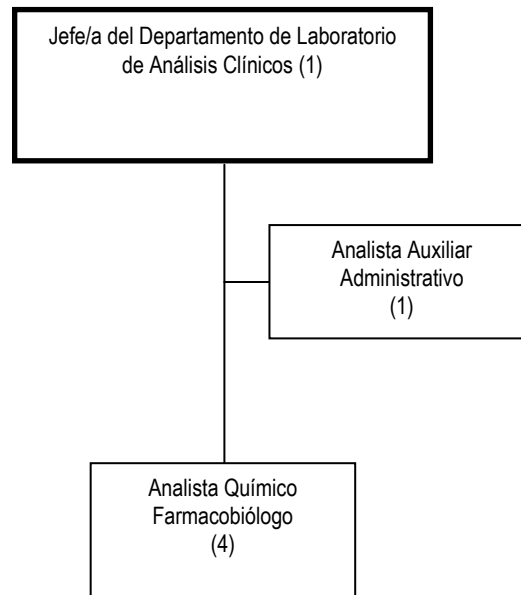 Jefe/a del Departamento de Laboratorio
de Análisis Clínicos (1)
Analista Auxiliar
Administrativo
(1)
Analista Químico
Farmacobiólogo
(4)